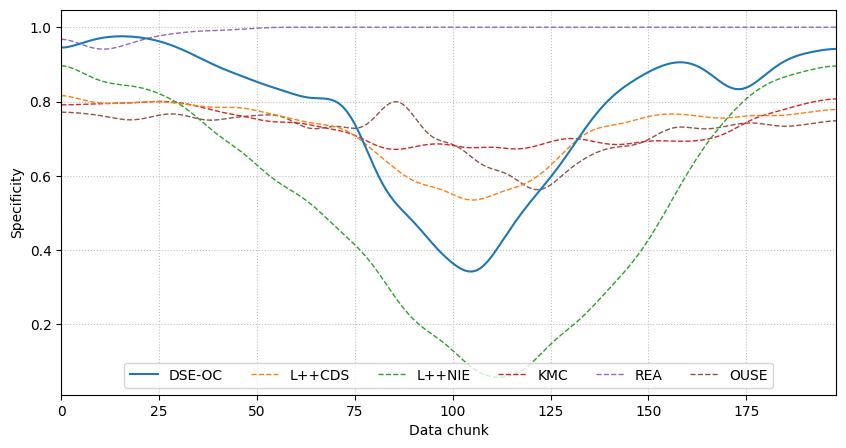 1.0
0.8
0.6
0.4
0.2
Specificity
0 25 50 75 100 125 150 175
Data chunk
DSE-OC L++CDS L++NIE KMC REA OUSE